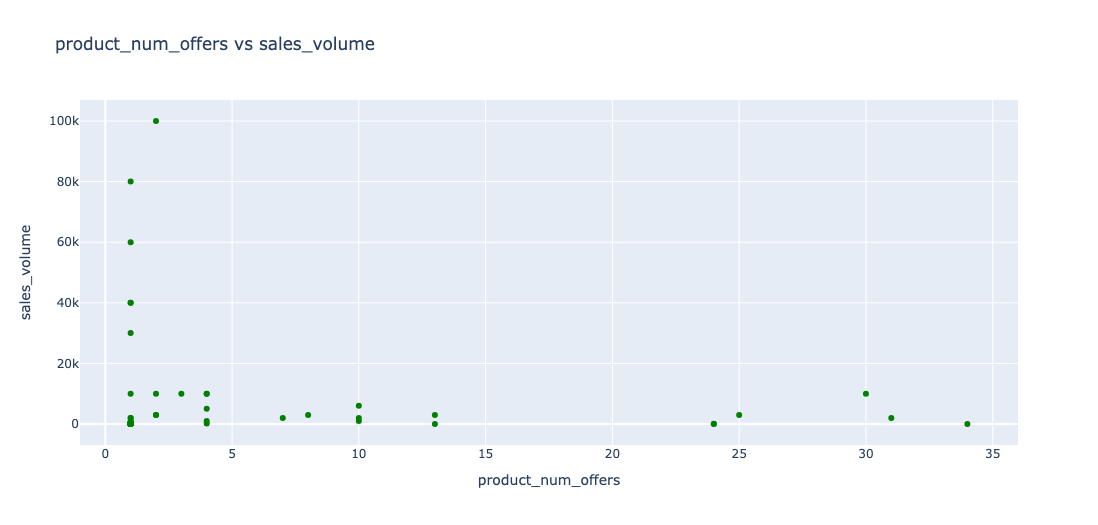 product_num_offers vs sales_volume
100k
80k
60k
40k
20k
0
sales_volume
0 5 10 15 20 25 30 35
product_num_offers